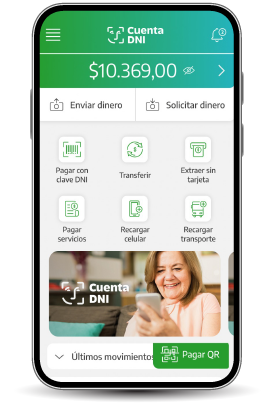 Cuenta
DNI
$10.369,00
Enviar dinero
Solicitar dinero
Pagar con
clave DNI
Transferir
Extraer sin
tarjeta
Pagar
servicios
Recargar
celular
Recargar
transporte
Cuenta
DNI
Últimos movimientos
Pagar QR